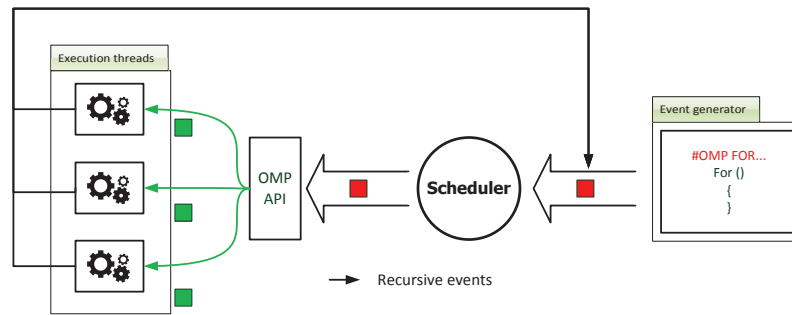 Execution threads
Event generator
#OMP FOR...
For ()
{
}
OMP
API
Scheduler
Recursive events